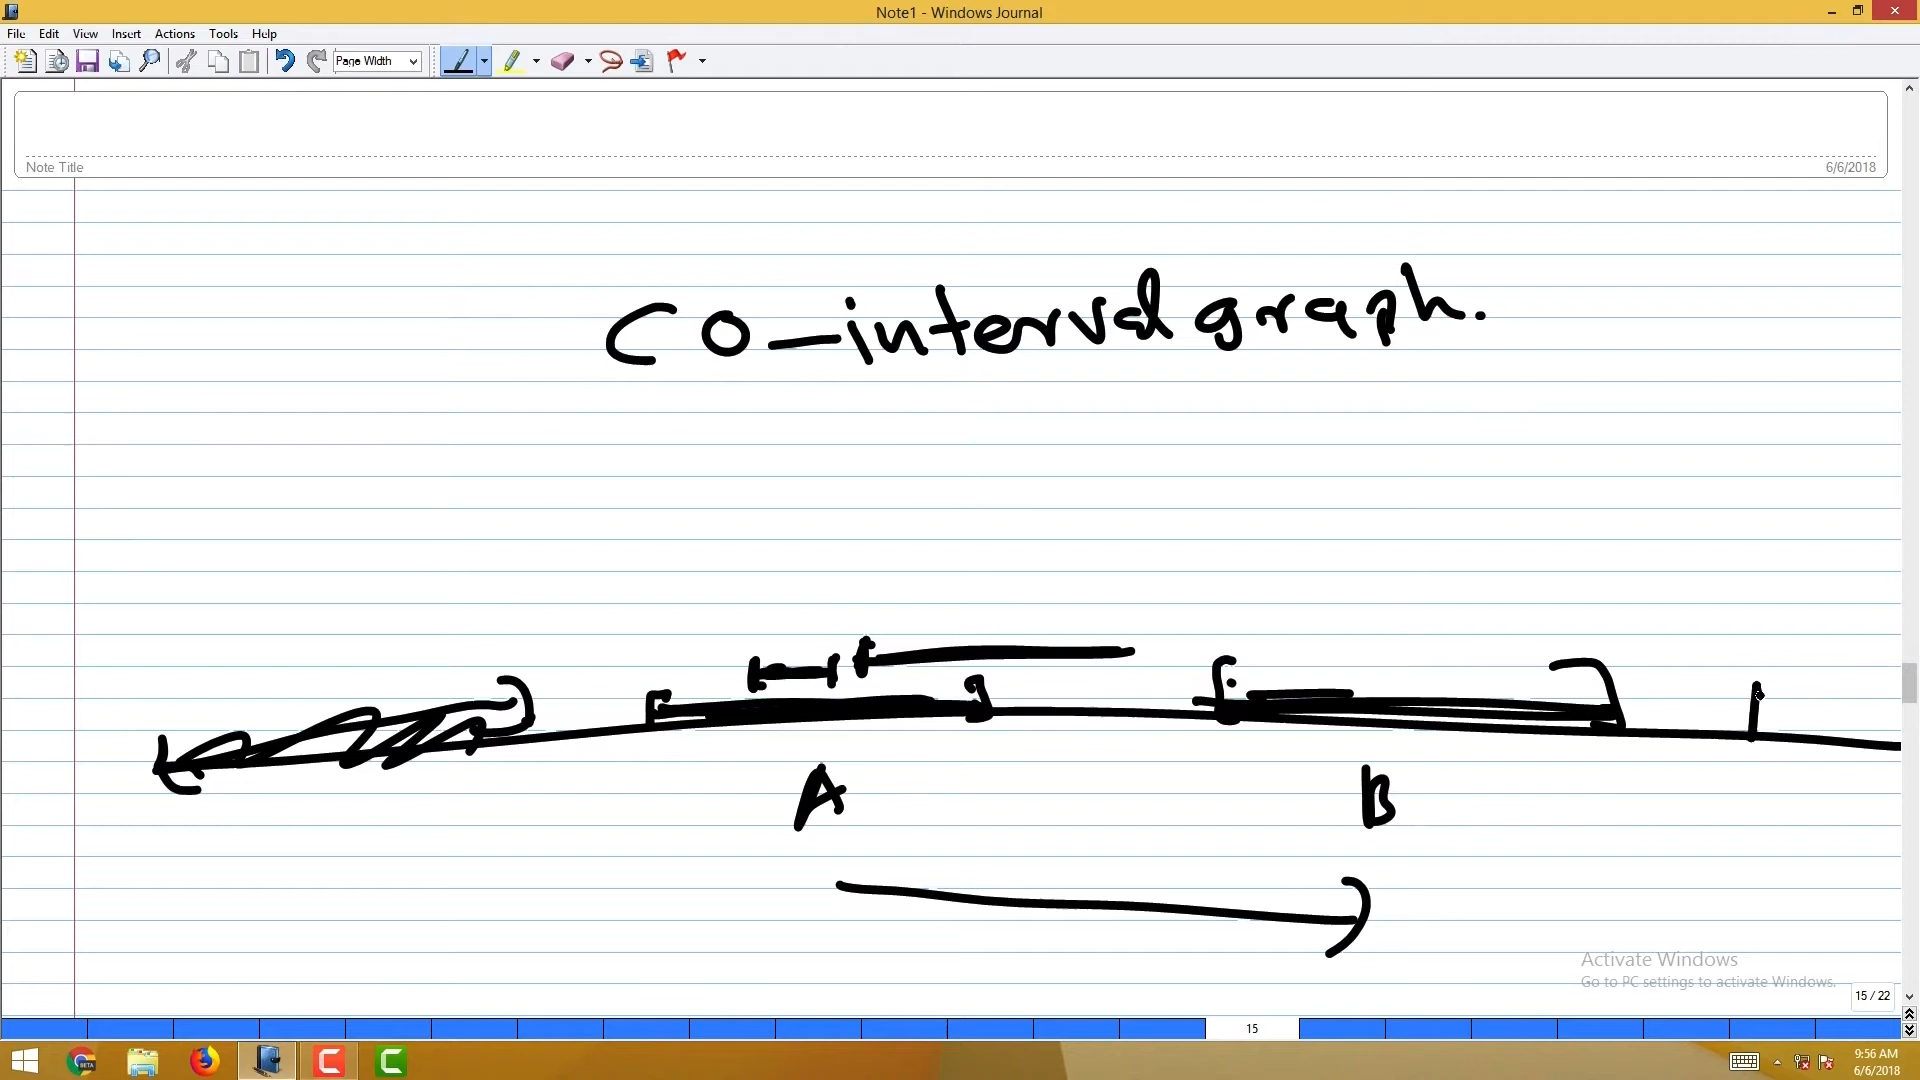 Note1 - Windows Journal
File Edit View Insert Actions Tools Help
Page Width
Note Title
6/6/2018
CO-interval graph.
A
B
Activate Windows
Go to PC settings to activate Windows.
15 / 22
15
BETA
9:56 AM
6/6/2018